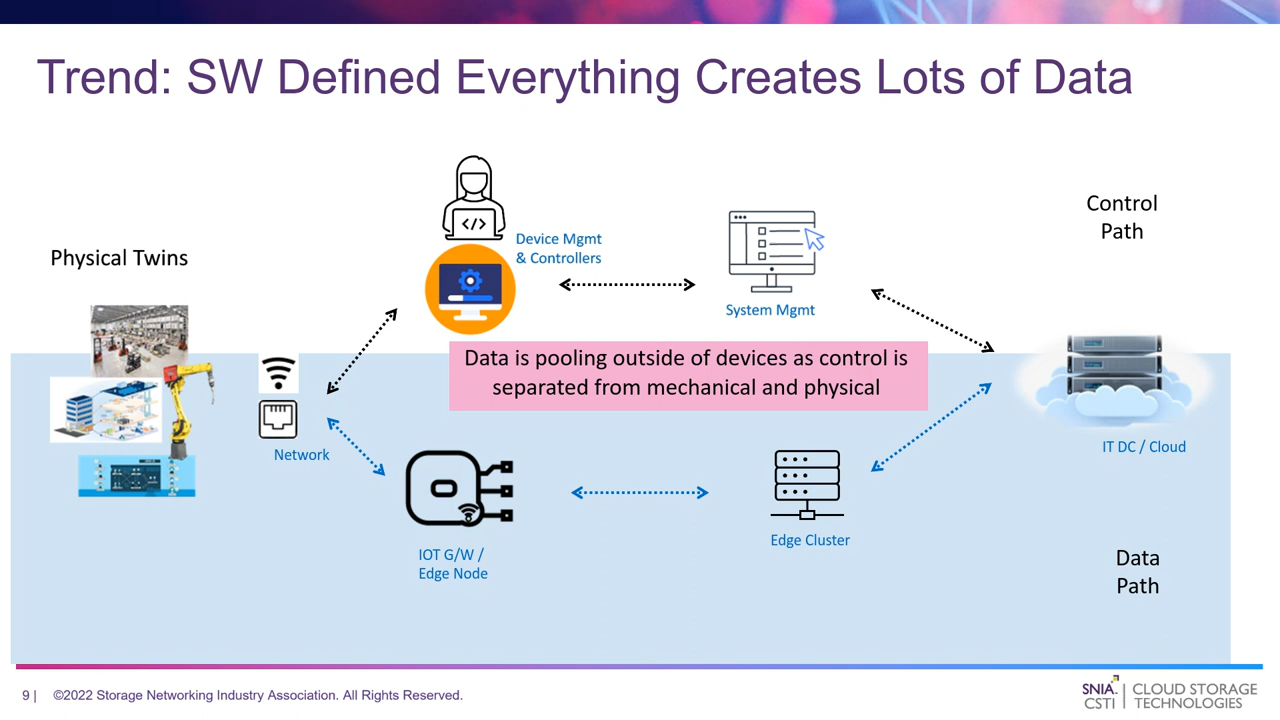 Trend: SW Defined Everything Creates Lots of Data
Control
Path
Physical Twins
</>
Device Mgmt
& Controllers
System Mgmt
Data is pooling outside of devices as control is
separated from mechanical and physical
Network
IT DC / Cloud
IOT G/W /
Edge Node
Edge Cluster
Data
Path
9 | ©2022 Storage Networking Industry Association. All Rights Reserved.
SNIA. | CLOUD STORAGE
CSTI | TECHNOLOGIES